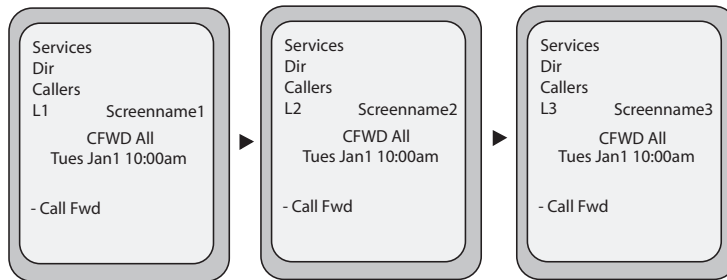 Services
Dir
Callers
L1 Screenname1
CFWD All
Tues Jan1 10:00am
- Call Fwd
Services
Dir
Callers
L2 Screenname2
CFWD All
Tues Jan1 10:00am
- Call Fwd
Services
Dir
Callers
L3 Screenname3
CFWD All
Tues Jan1 10:00am
- Call Fwd